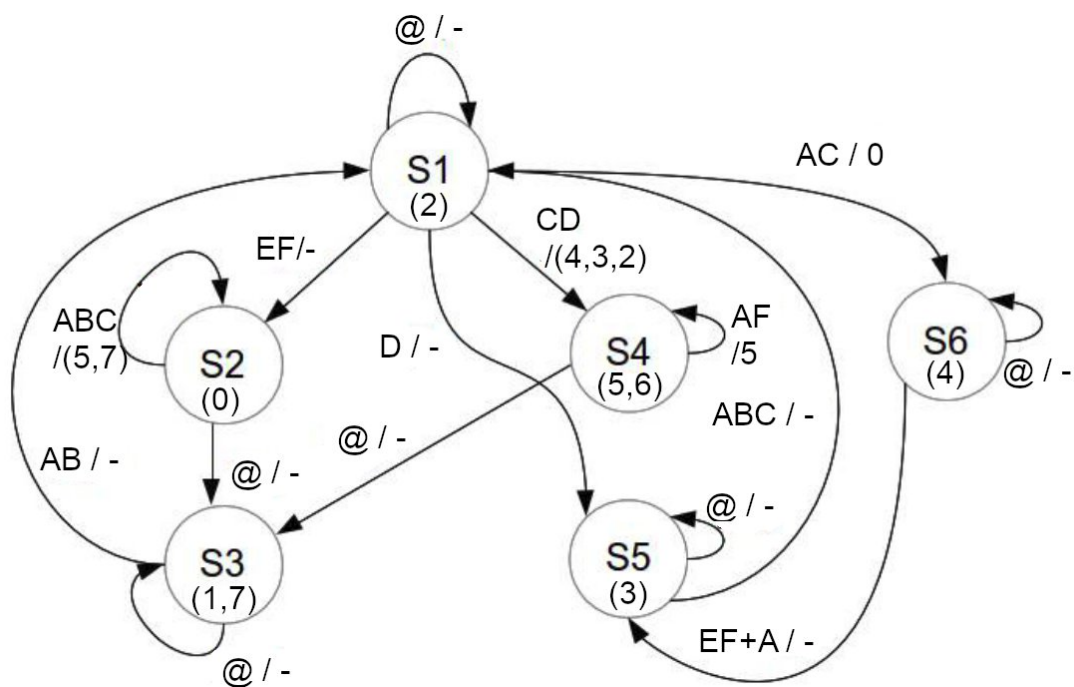 @ / -
S1
(2)
AC / 0
EF/-
CD
/(4,3,2)
ABC
/(5,7)
S2
(0)
D / -
S4
(5,6)
AF
/5
S6
(4)
@ / -
ABC / -
@ / -
AB / -
@ / -
@ / -
S3
(1,7)
S5
(3)
@ / -
EF+A / -